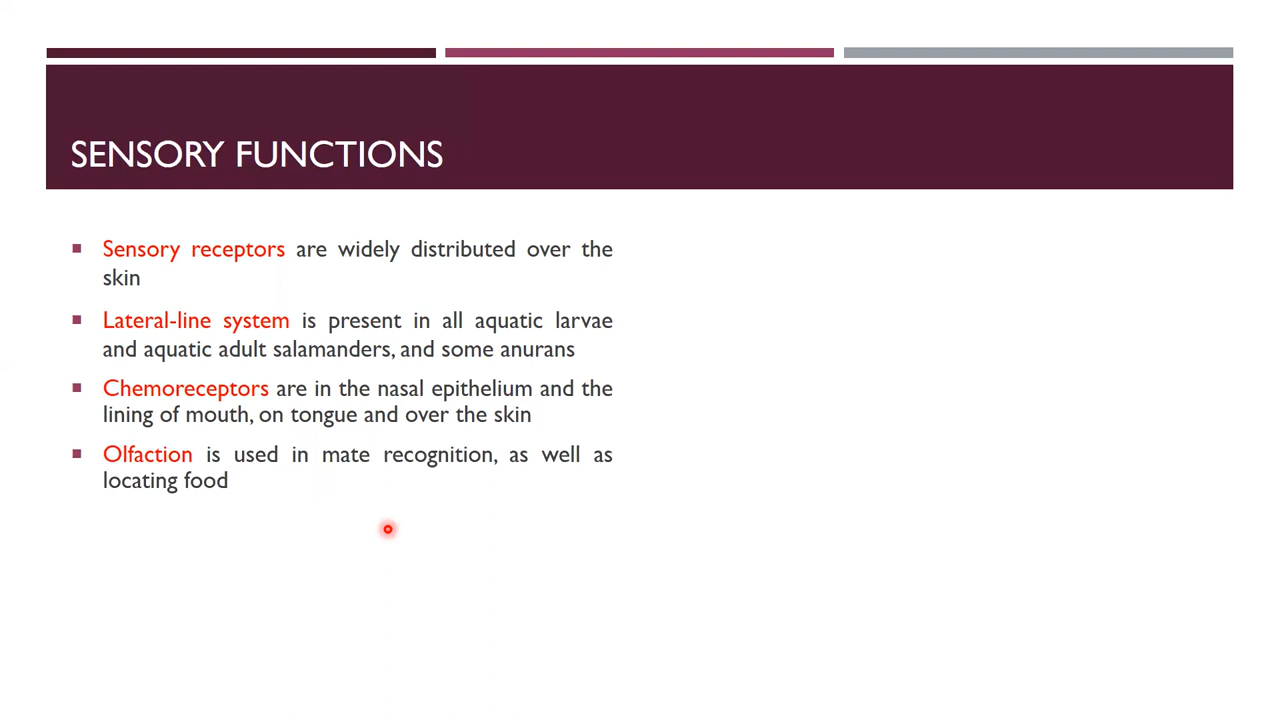 SENSORY FUNCTIONS
Sensory receptors are widely distributed over the
skin
Lateral-line system is present in all aquatic larvae
and aquatic adult salamanders, and some anurans
Chemoreceptors are in the nasal epithelium and the
lining of mouth, on tongue and over the skin
Olfaction is used in mate recognition, as well as
locating food